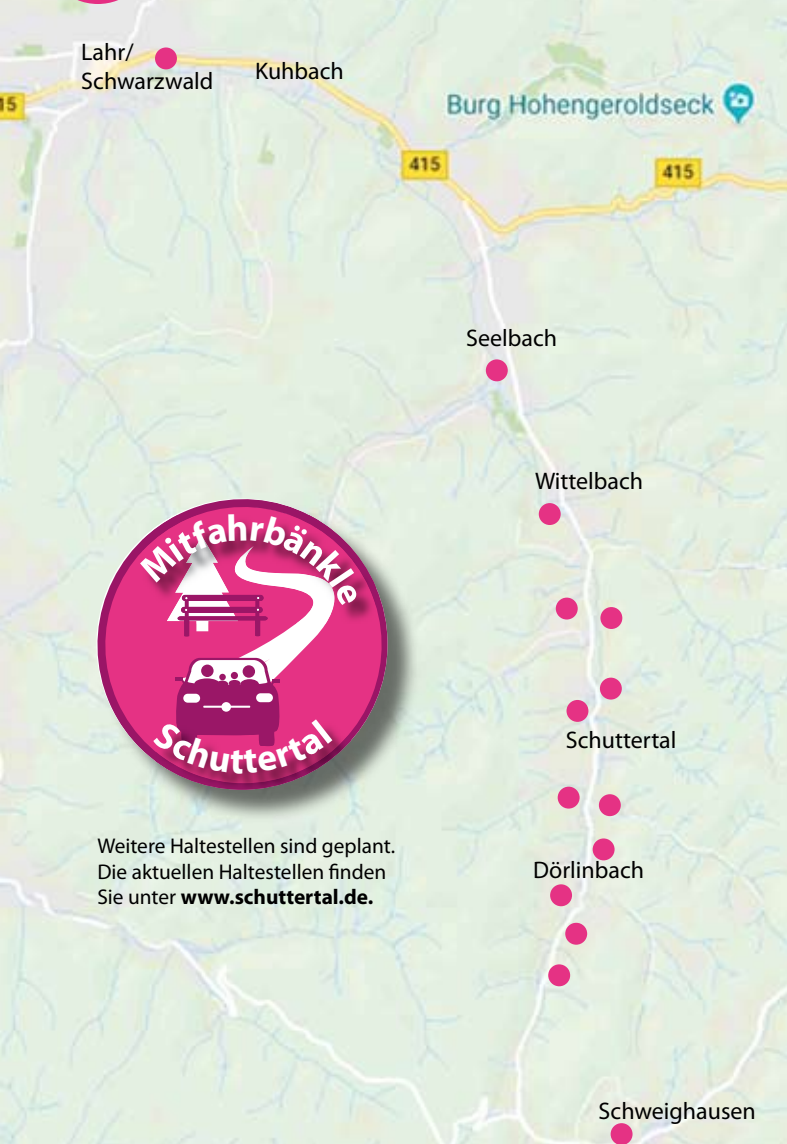 Lahr/
Schwarzwald
Kuhbach
Burg Hohengeroldseck
15
415
415
Seelbach
Wittelbach
Mitfahrbänkle
Schuttertal
Schuttertal
Weitere Haltestellen sind geplant.
Die aktuellen Haltestellen finden
Sie unter www.schuttertal.de.
Dörlinbach
Schweighausen